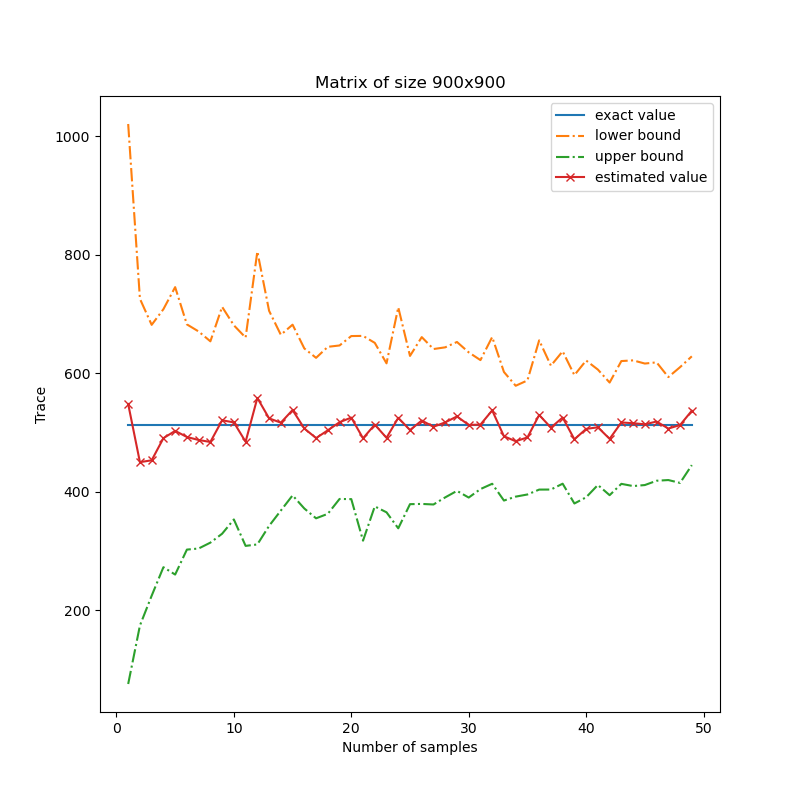 Matrix of size 900x900
exact value
lower bound
upper bound
estimated value
1000
800
600
400
200
Trace
0 10 20 30 40 50
Number of samples